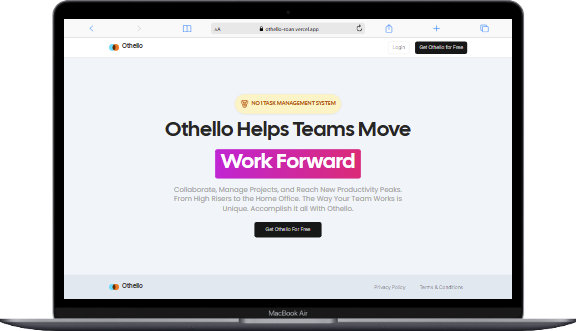 AA othello-roan.vercel.app
Othello Login Get Othello for Free
NO 1 TASK MANAGEMENT SYSTEM
Othello Helps Teams Move
Work Forward
Collaborate, Manage Projects, and Reach New Productivity Peaks.
From High Risers to the Home Office. The Way Your Team Works is
Unique. Accomplish it all With Othello.
Get Othello For Free
Othello Privacy Policy Terms & Conditions
MacBook Air